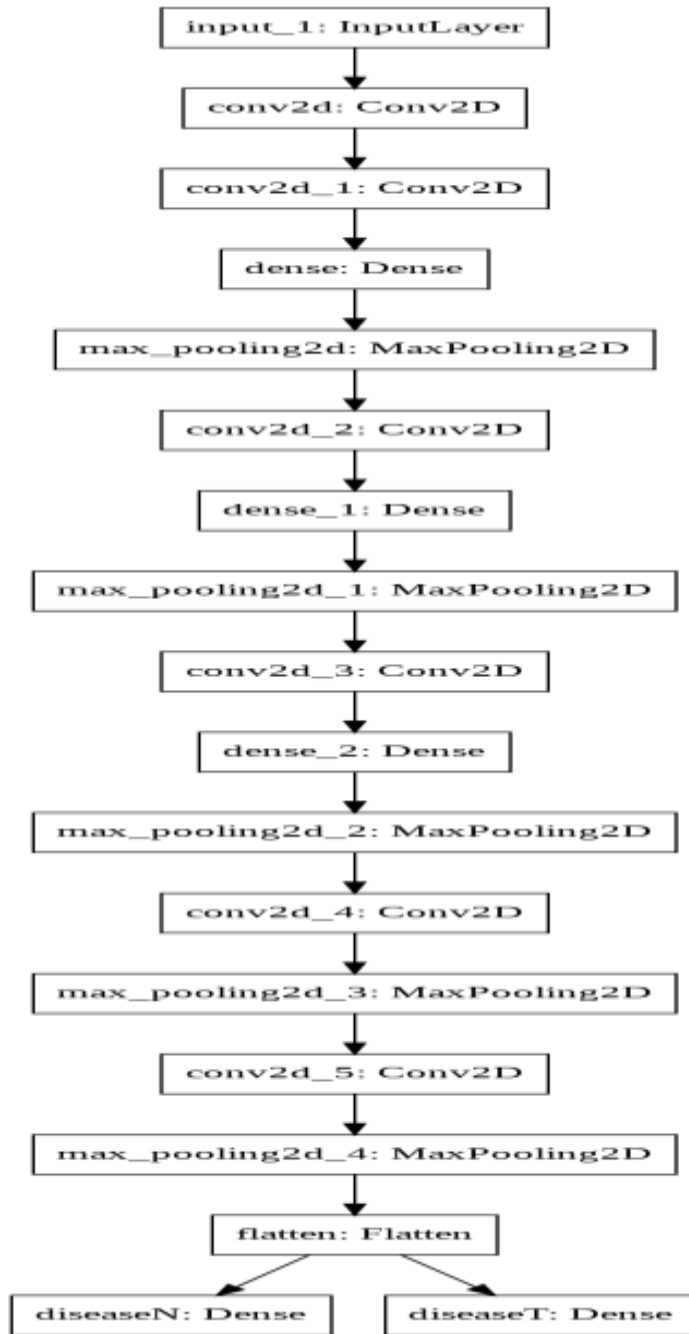 input_1: InputLayer
conv2d: Conv2D
conv2d_1: Conv2D
dense: Dense
max_pooling2d: MaxPooling2D
conv2d_2: Conv2D
dense_1: Dense
max_pooling2d_1: MaxPooling2D
conv2d_3: Conv2D
dense_2: Dense
max_pooling2d_2: MaxPooling2D
conv2d_4: Conv2D
max_pooling2d_3: MaxPooling2D
conv2d_5: Conv2D
max_pooling2d_4: MaxPooling2D
flatten: Flatten
diseaseN: Dense
diseaseT: Dense